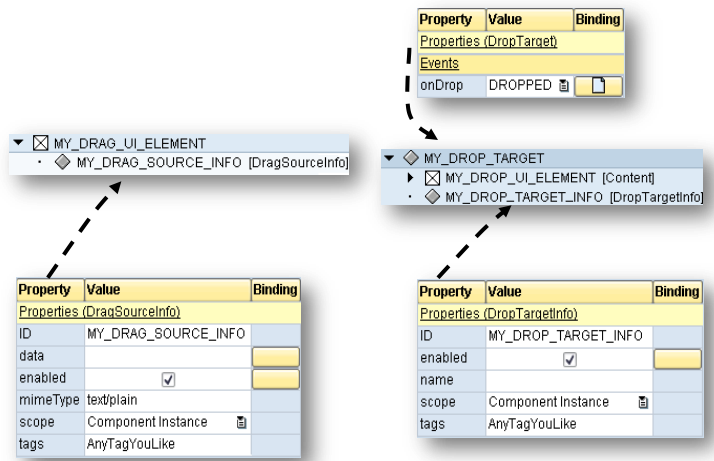 Property Value Binding
Properties (DropTarget)
Events
onDrop DROPPED
MY_DRAG_UI_ELEMENT
MY_DRAG_SOURCE_INFO [DragSourceInfo]
MY_DROP_TARGET
MY_DROP_UI_ELEMENT [Content]
MY_DROP_TARGET_INFO [DropTargetInfo]
Property Value Binding
Properties (DragSourceInfo)
ID MY_DRAG_SOURCE_INFO
data
enabled
mimeType text/plain
scope Component Instance
tags AnyTagYouLike
Property Value Binding
Properties (DropTargetInfo)
ID MY_DROP_TARGET_INFO
enabled
name
scope Component Instance
tags AnyTagYouLike